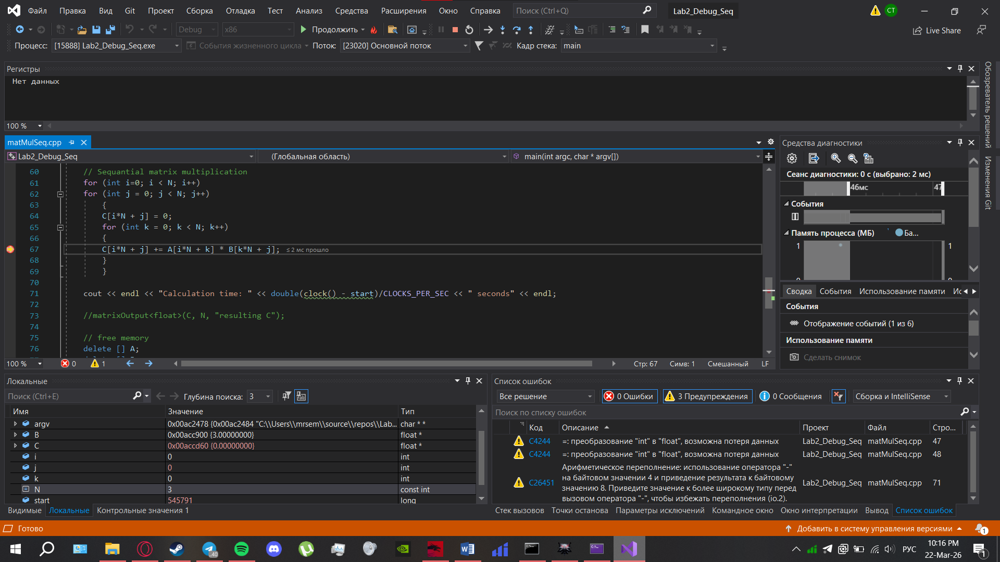 Файл Правка Вид Git Проект Сборка Отладка Тест Анализ Средства Расширения Окно Справка Поиск (Ctrl+Q) Lab2_Debug_Seq CT
Debug x86 Продолжить Live Share
Процесс: [15888] Lab2_Debug_Seq.exe События жизненного цикла Поток: [23020] Основной поток Кадр стека: main
Регистры
Нет данных
100 %
Обозреватель решений
Изменения Git
matMulSeq.cpp
Lab2_Debug_Seq (Глобальная область) main(int argc, char * argv[])
60 // Sequantial matrix multiplication
61 for (int i=0; i < N; i++)
62 for (int j = 0; j < N; j++)
63 {
64 C[i*N + j] = 0;
65 for (int k = 0; k < N; k++)
66 {
67 C[i*N + j] += A[i*N + k] * B[k*N + j]; ≤ 2 мс прошло
68 }
69 }
70
71 cout << endl << "Calculation time: " << double(clock() - start)/CLOCKS_PER_SEC << " seconds" << endl;
72
73 //matrixOutput<float>(C, N, "resulting C");
74
75 // free memory
76 delete [] A;
100 % 0 1 Стр: 67 Симв: 1 Смешанный LF
Средства диагностики
Сеанс диагностики: 0 с (выбрано: 2 мс)
46мс 47
События
Память процесса (МБ) Ба...
1 1
Сводка События Использование памяти Ис
События
Отображение событий (1 из 6)
Использование памяти
Сделать снимок
Локальные
Поиск (Ctrl+E) Глубина поиска: 3
Имя Значение Тип
argv 0x00ac2478 {0x00ac2484 "C:\\Users\\mrsem\\source\\repos\\Lab... char * *
B 0x00acc900 {3.00000000} float *
C 0x00accd60 {0.00000000} float *
i 0 int
j 0 int
k 0 int
N 3 const int
start 545791 long
Видимые Локальные Контрольные значения 1
Список ошибок
Все решение 0 Ошибки 3 Предупреждения 0 Сообщения Сборка и IntelliSense
Поиск по списку ошибок
Код Описание Проект Файл Стро...
C4244 =: преобразование "int" в "float", возможна потеря данных Lab2_Debug_Seq matMulSeq.cpp 47
C4244 =: преобразование "int" в "float", возможна потеря данных Lab2_Debug_Seq matMulSeq.cpp 48
C26451 Арифметическое переполнение: использование оператора "-"
на байтовом значении 4 и приведение результата к байтовому
значению 8. Приведите значение к более широкому типу перед
вызовом оператора "-", чтобы избежать переполнения (io.2). Lab2_Debug_Seq matMulSeq.cpp 71
Стек вызовов Точки останова Параметры исключений Командное окно Окно интерпретации Вывод Список ошибок
Готово Добавить в систему управления версиями 1
40 РУС 10:16 PM
22-Mar-26 1